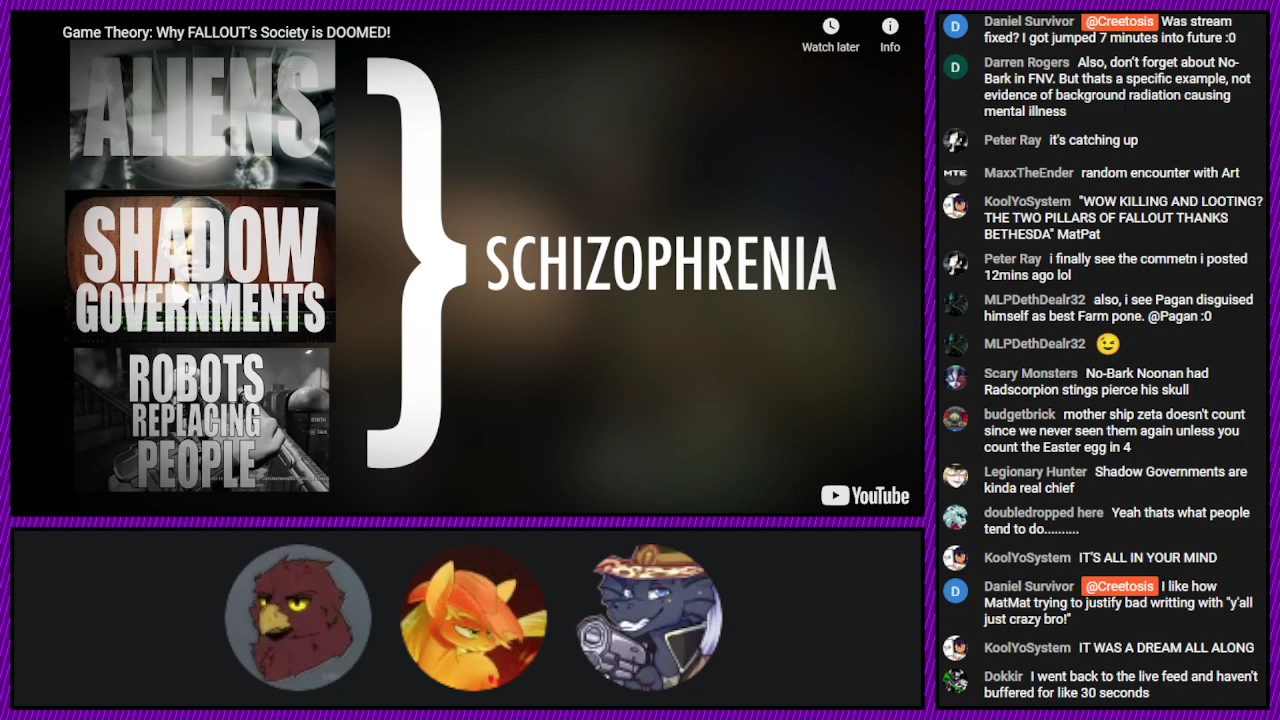 Game Theory: Why FALLOUT's Society is DOOMED!
Watch later
Info
ALIENS
SHADOW
GOVERNMENTS
ROBOTS
REPLACING
PEOPLE
SCHIZOPHRENIA
YouTube
D
Daniel Survivor @Creetosis Was stream
fixed? I got jumped 7 minutes into future :0
D
Darren Rogers Also, don't forget about No-
Bark in FNV. But thats a specific example, not
evidence of background radiation causing
mental illness
Peter Ray it's catching up
MTE
MaxxTheEnder random encounter with Art
KoolYoSystem "WOW KILLING AND LOOTING?
THE TWO PILLARS OF FALLOUT THANKS
BETHESDA" MatPat
Peter Ray i finally see the commetn i posted
12mins ago lol
MLPDethDealr32 also, i see Pagan disguised
himself as best Farm pone. @Pagan :0
MLPDethDealr32
Scary Monsters No-Bark Noonan had
Radscorpion stings pierce his skull
budgetbrick mother ship zeta dosn't count
since we never seen them again unless you
count the Easter egg in 4
Legionary Hunter Shadow Governments are
kinda real chief
doubledropped here Yeah thats what people
tend to do..........
KoolYoSystem IT'S ALL IN YOUR MIND
D
Daniel Survivor @Creetosis I like how
MatMat trying to justify bad writting with "y'all
just crazy bro!"
KoolYoSystem IT WAS A DREAM ALL ALONG
Dokkir I went back to the live feed and haven't
buffered for like 30 seconds